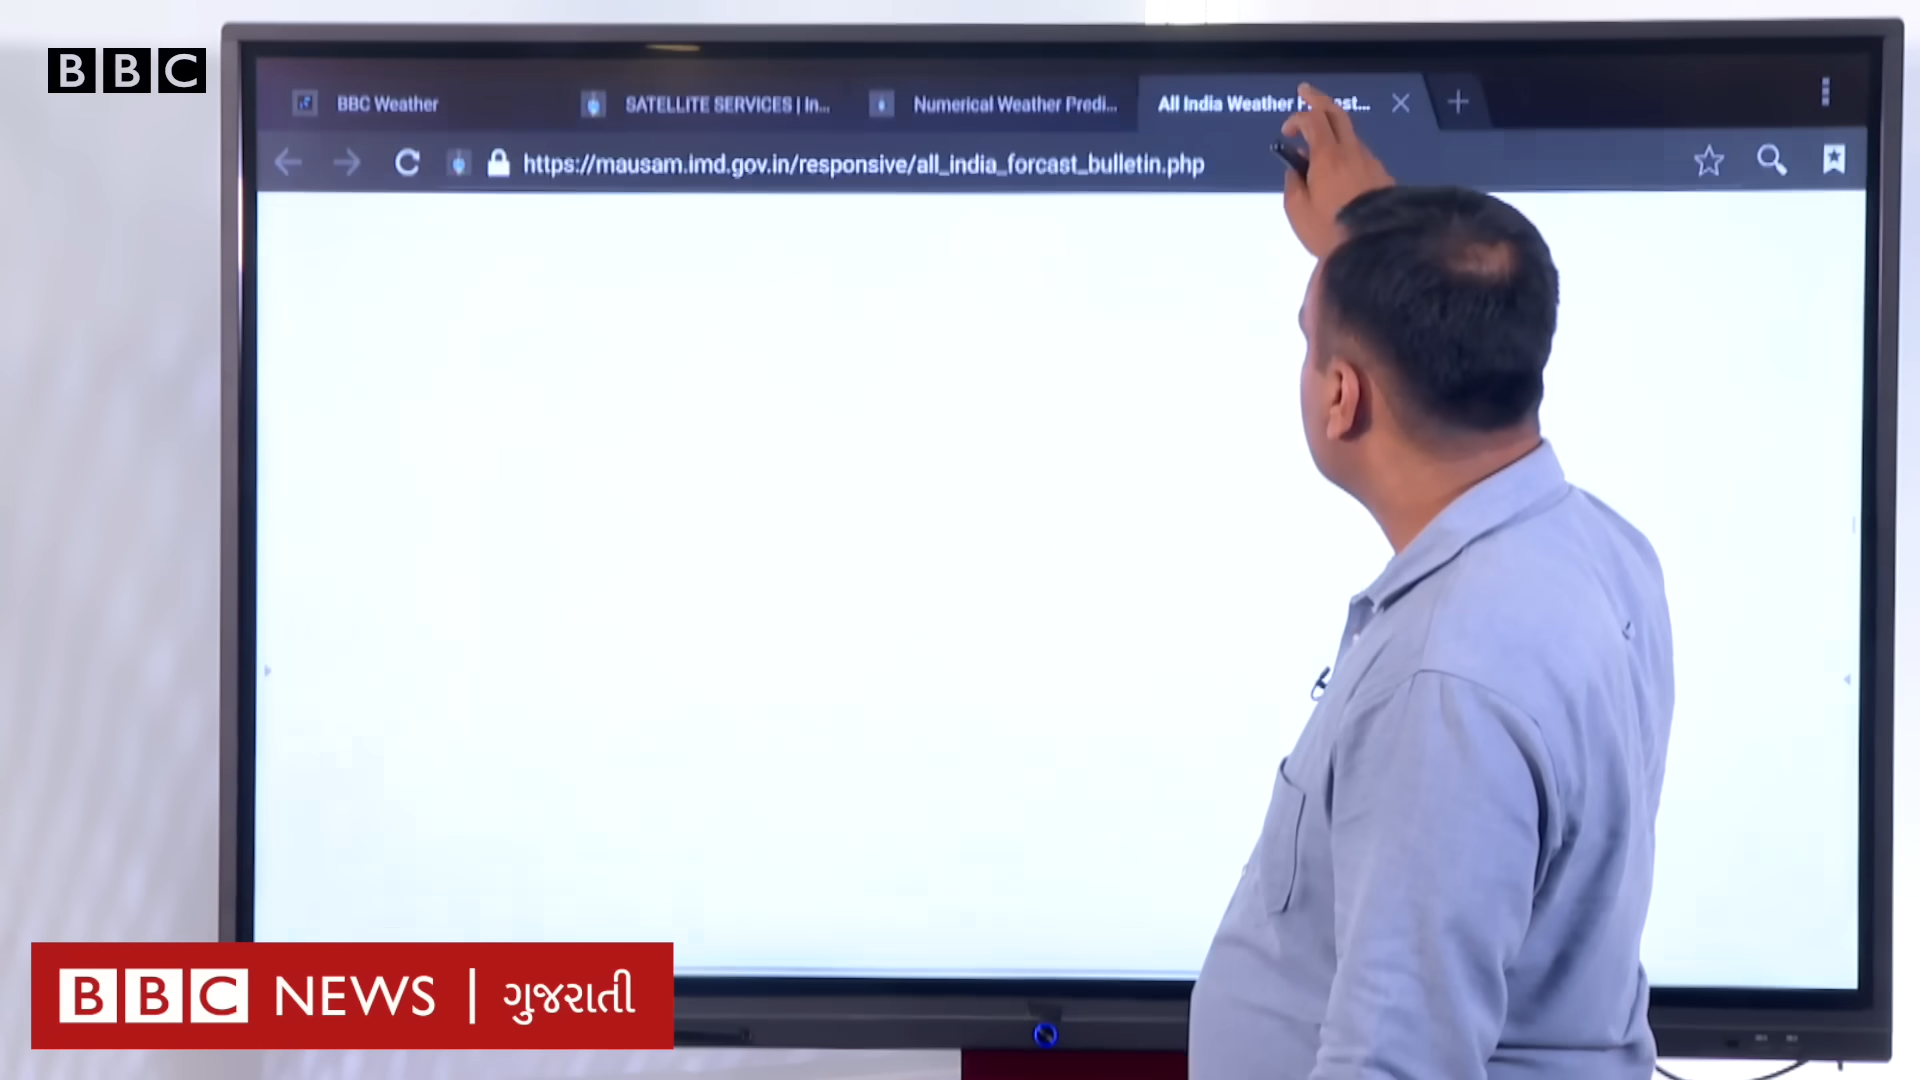 BBC
BBC Weather
SATELLITE SERVICES | In...
Numerical Weather Predi...
All India Weather
https://mausam.imd.gov.in/responsive/all_india_forcast_bulletin.php
BBC NEWS | ગુજરાતી